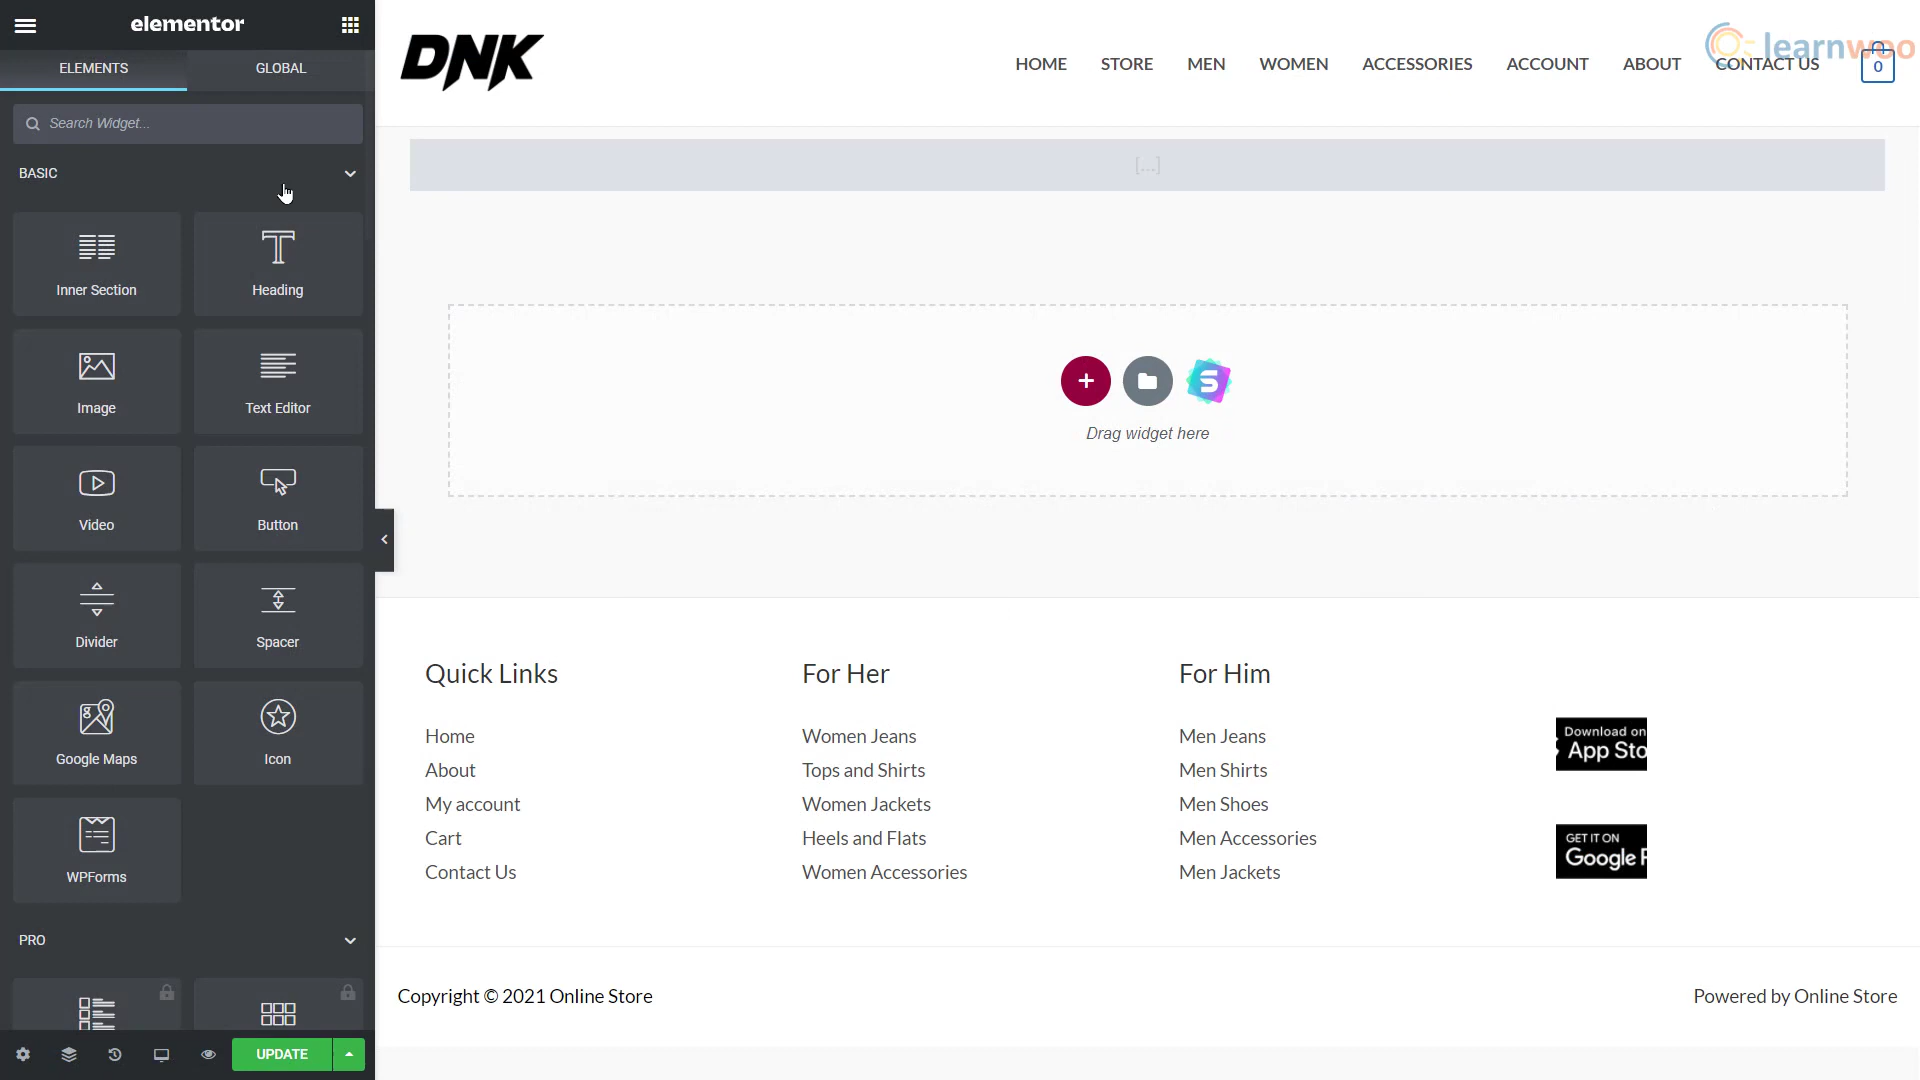 elementor
ELEMENTS
GLOBAL
Search Widget...
BASIC
Inner Section
Heading
Image
Text Editor
Video
Button
Divider
Spacer
Google Maps
Icon
WPForms
PRO
UPDATE
DNK
HOME
STORE
MEN
WOMEN
ACCESSORIES
ACCOUNT
ABOUT
CONTACT US
learnwoo
0
[...]
S
Drag widget here
Quick Links
Home
About
My account
Cart
Contact Us
For Her
Women Jeans
Tops and Shirts
Women Jackets
Heels and Flats
Women Accessories
For Him
Men Jeans
Men Shirts
Men Shoes
Men Accessories
Men Jackets
Download on
App Sto
GET IT ON
Google P
Copyright © 2021 Online Store
Powered by Online Store